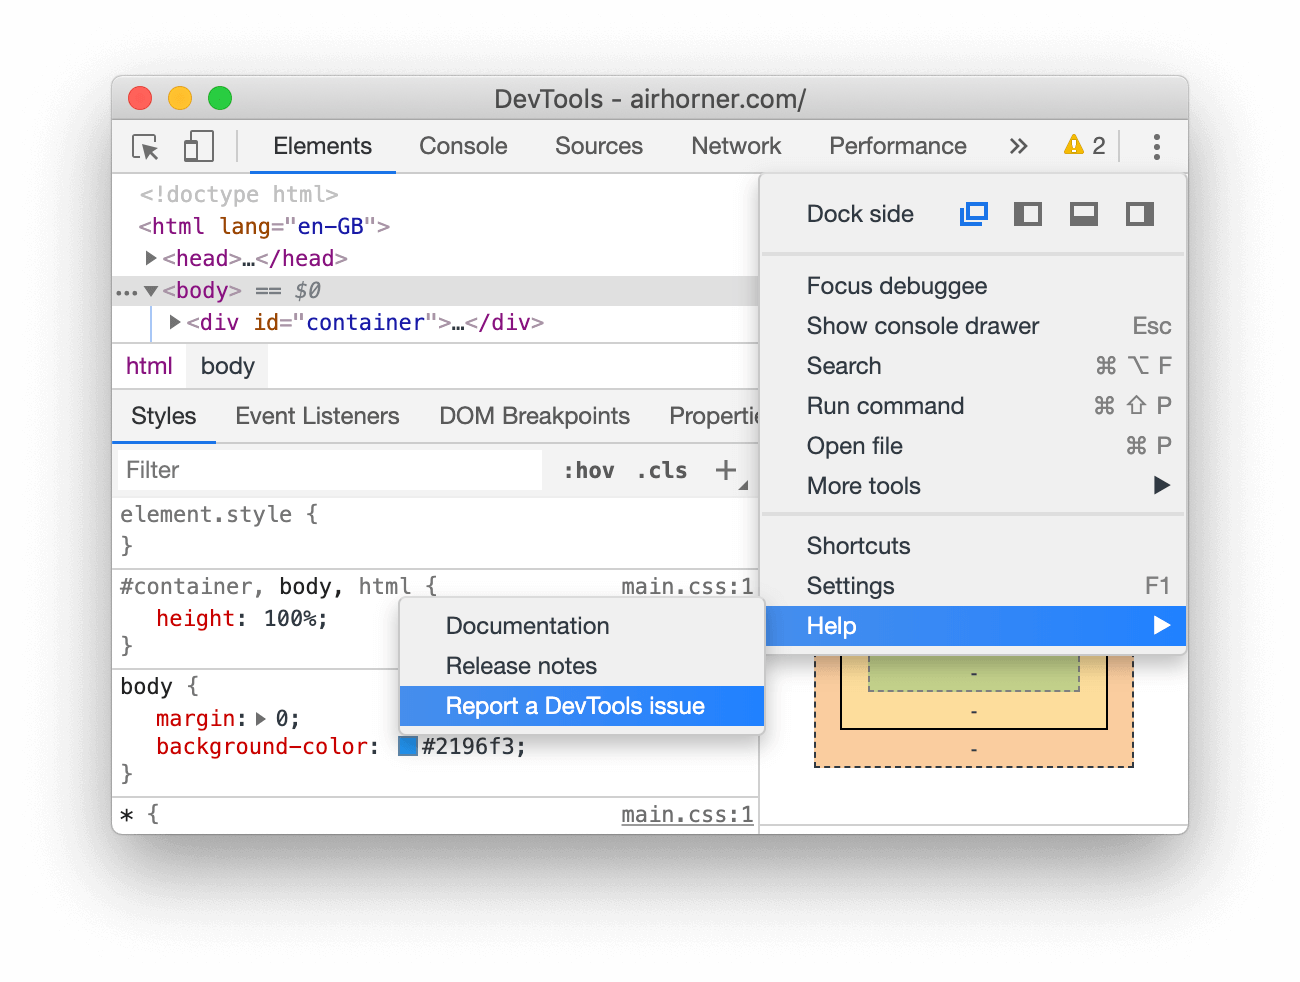 DevTools - airhorner.com/
Elements Console Sources Network Performance » 2
<!doctype html>
<html lang="en-GB">
<head>…</head>
… <body> == $0
<div id="container">…</div>
html body
Styles Event Listeners DOM Breakpoints Propertie
Filter :hov .cls +
element.style {
}
#container, body, html { main.css:1
height: 100%;
}
body {
margin: 0;
background-color: #2196f3;
}
* { main.css:1
Dock side
Focus debuggee
Show console drawer Esc
Search ⌘ ⌥ F
Run command ⌘ ⇧ P
Open file ⌘ P
More tools
Shortcuts
Settings F1
Help
Documentation
Release notes
Report a DevTools issue
-
-
-